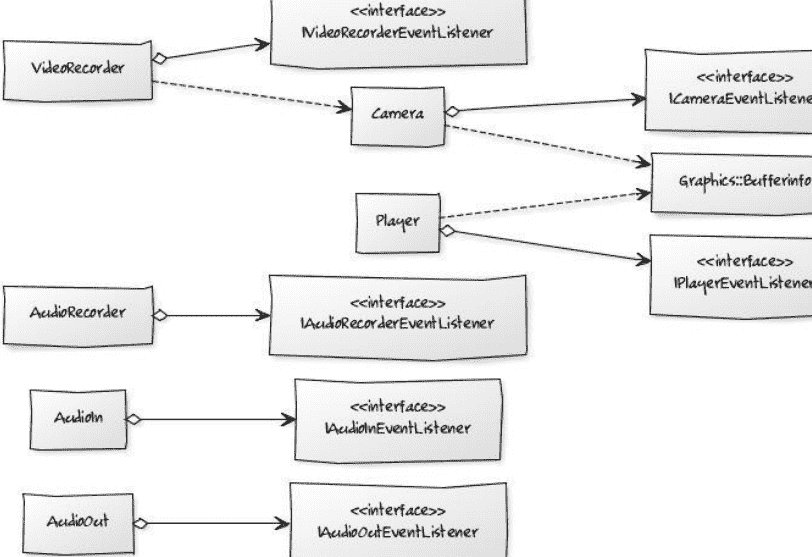 <<interface>>
IVideoRecorderEventListener
VideoRecorder
<<interface>>
ICameraEventListene
Camera
Graphics::BufferInfo
Player
<<interface>>
IPlayerEventListener
AudioRecorder
<<interface>>
IAudioRecorderEventListener
AudioIn
<<interface>>
IAudioInEventListener
AudioOut
<<interface>>
IAudioOutEventListener